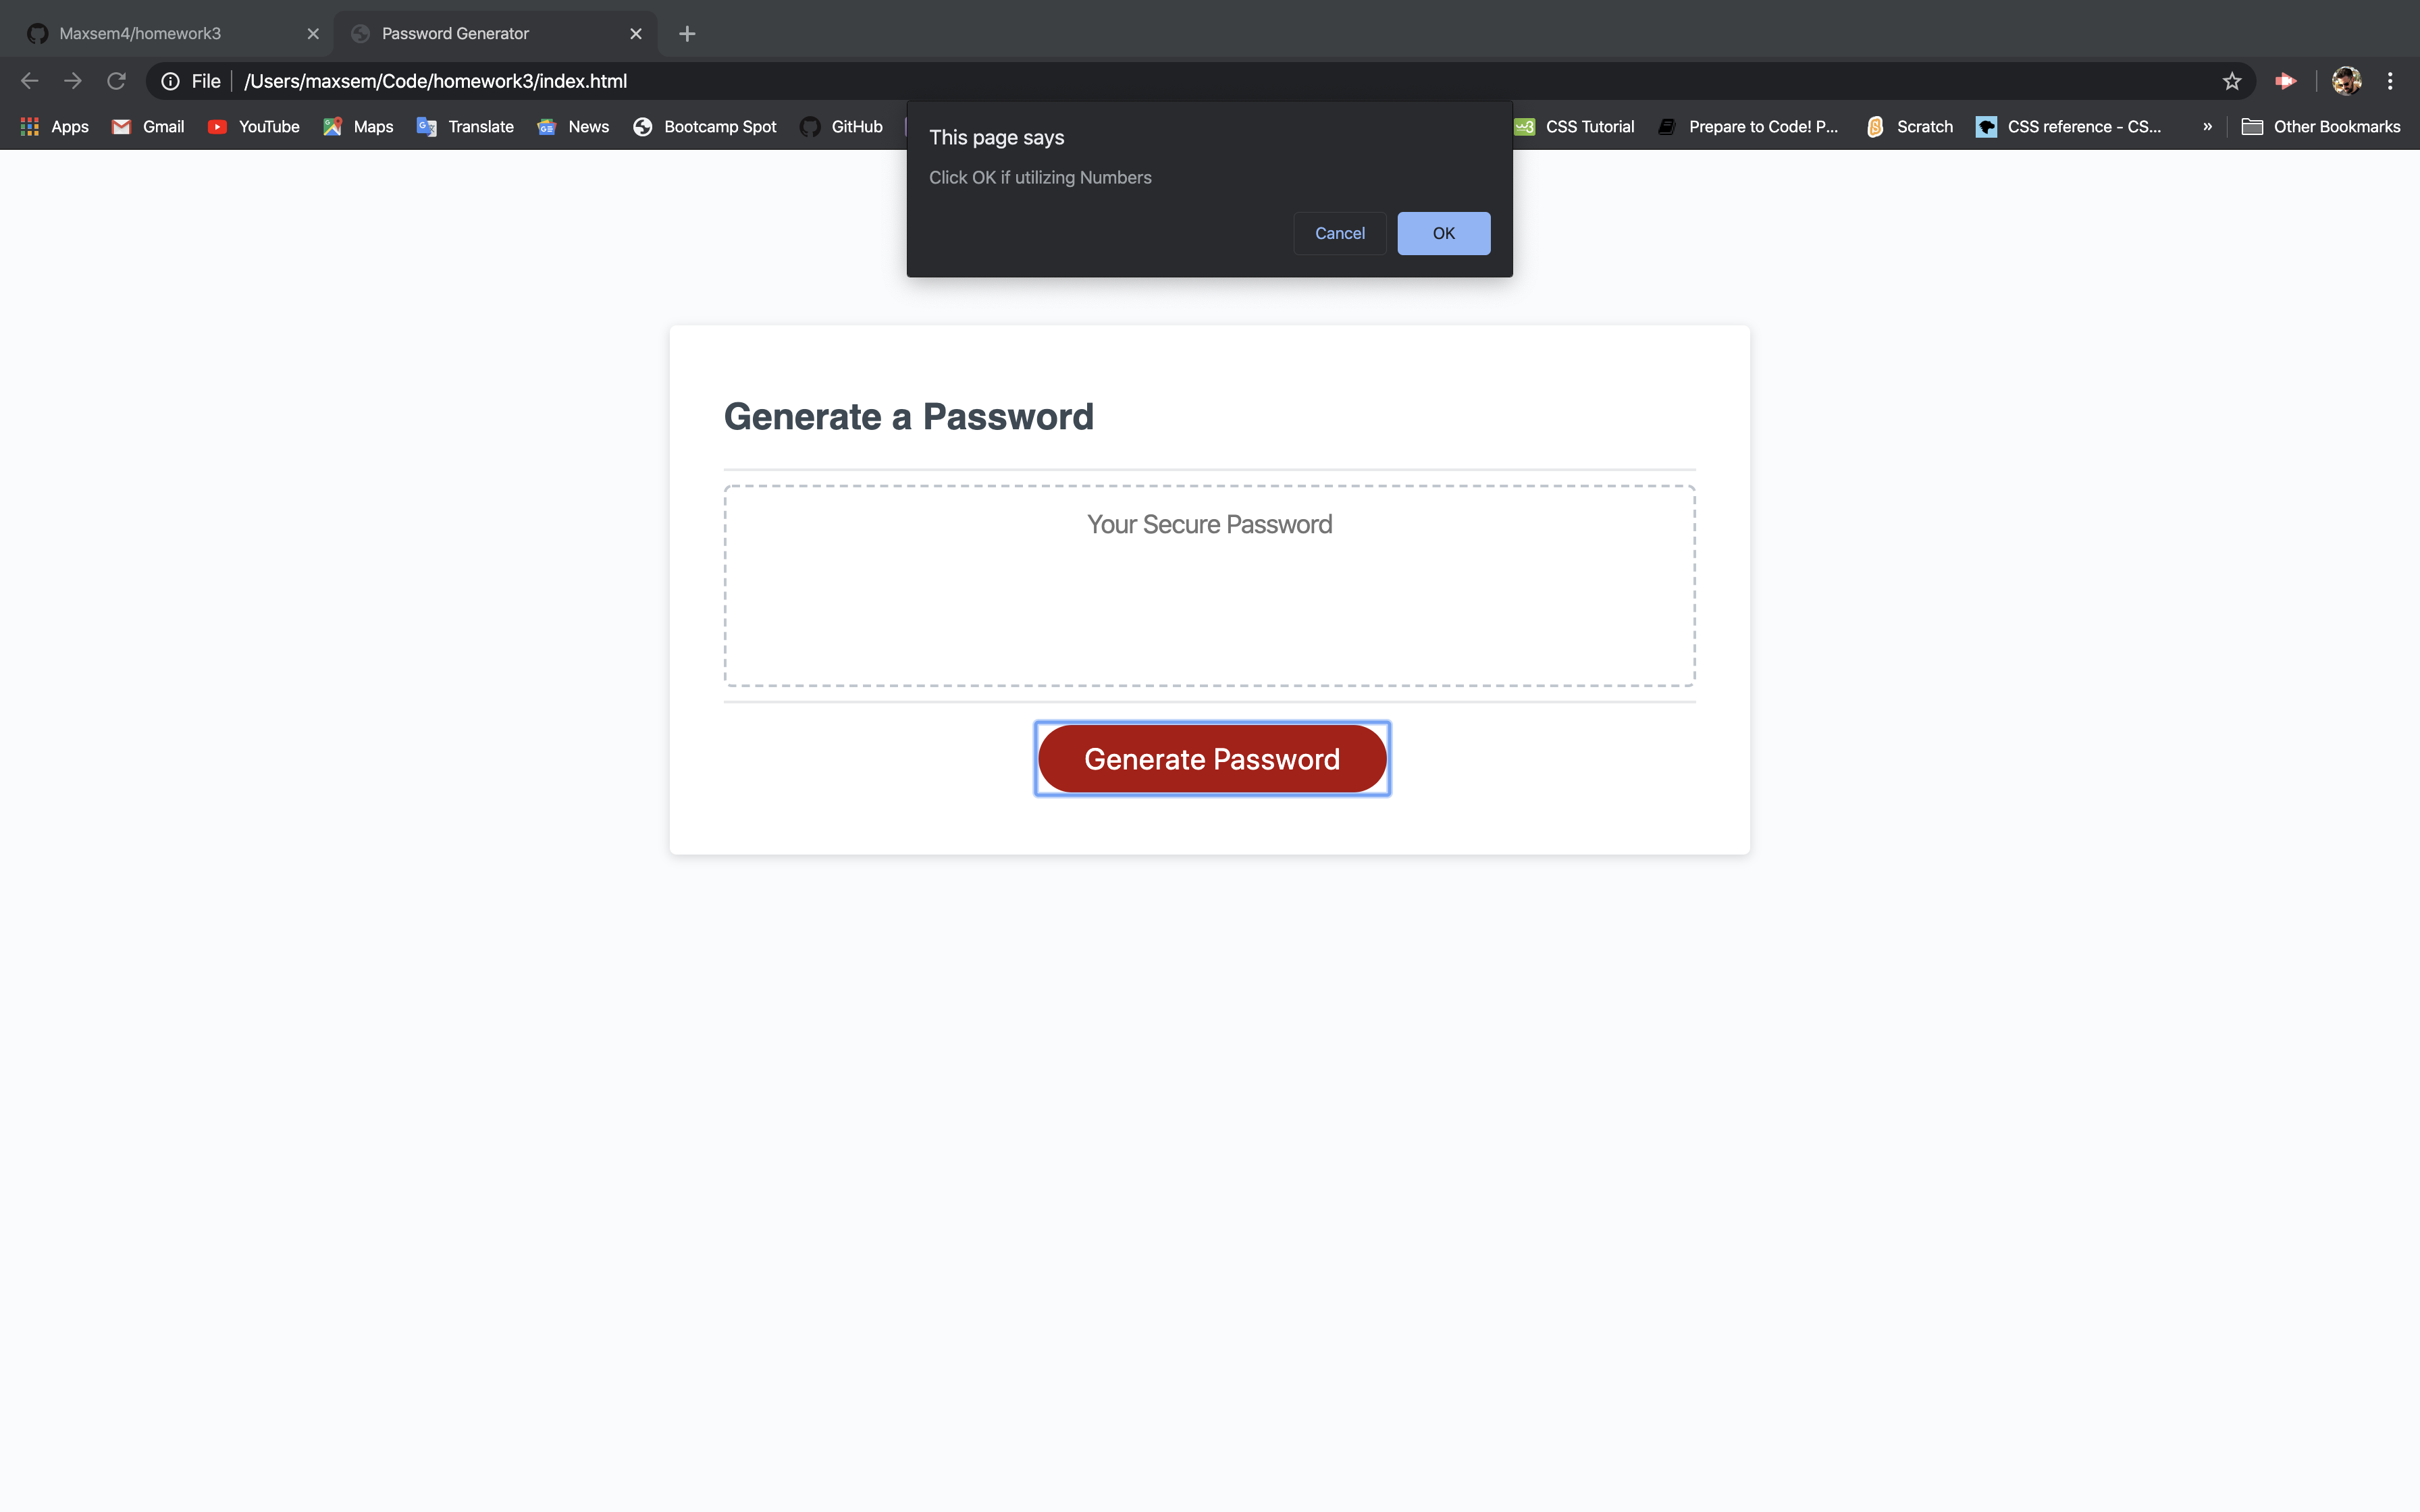 Maxsem4/homework3
Password Generator
File /Users/maxsem/Code/homework3/index.html
Apps Gmail YouTube Maps Translate News Bootcamp Spot GitHub CSS Tutorial Prepare to Code! P... Scratch CSS reference - CS... » Other Bookmarks
This page says
Click OK if utilizing Numbers
Cancel OK
Generate a Password
Your Secure Password
Generate Password